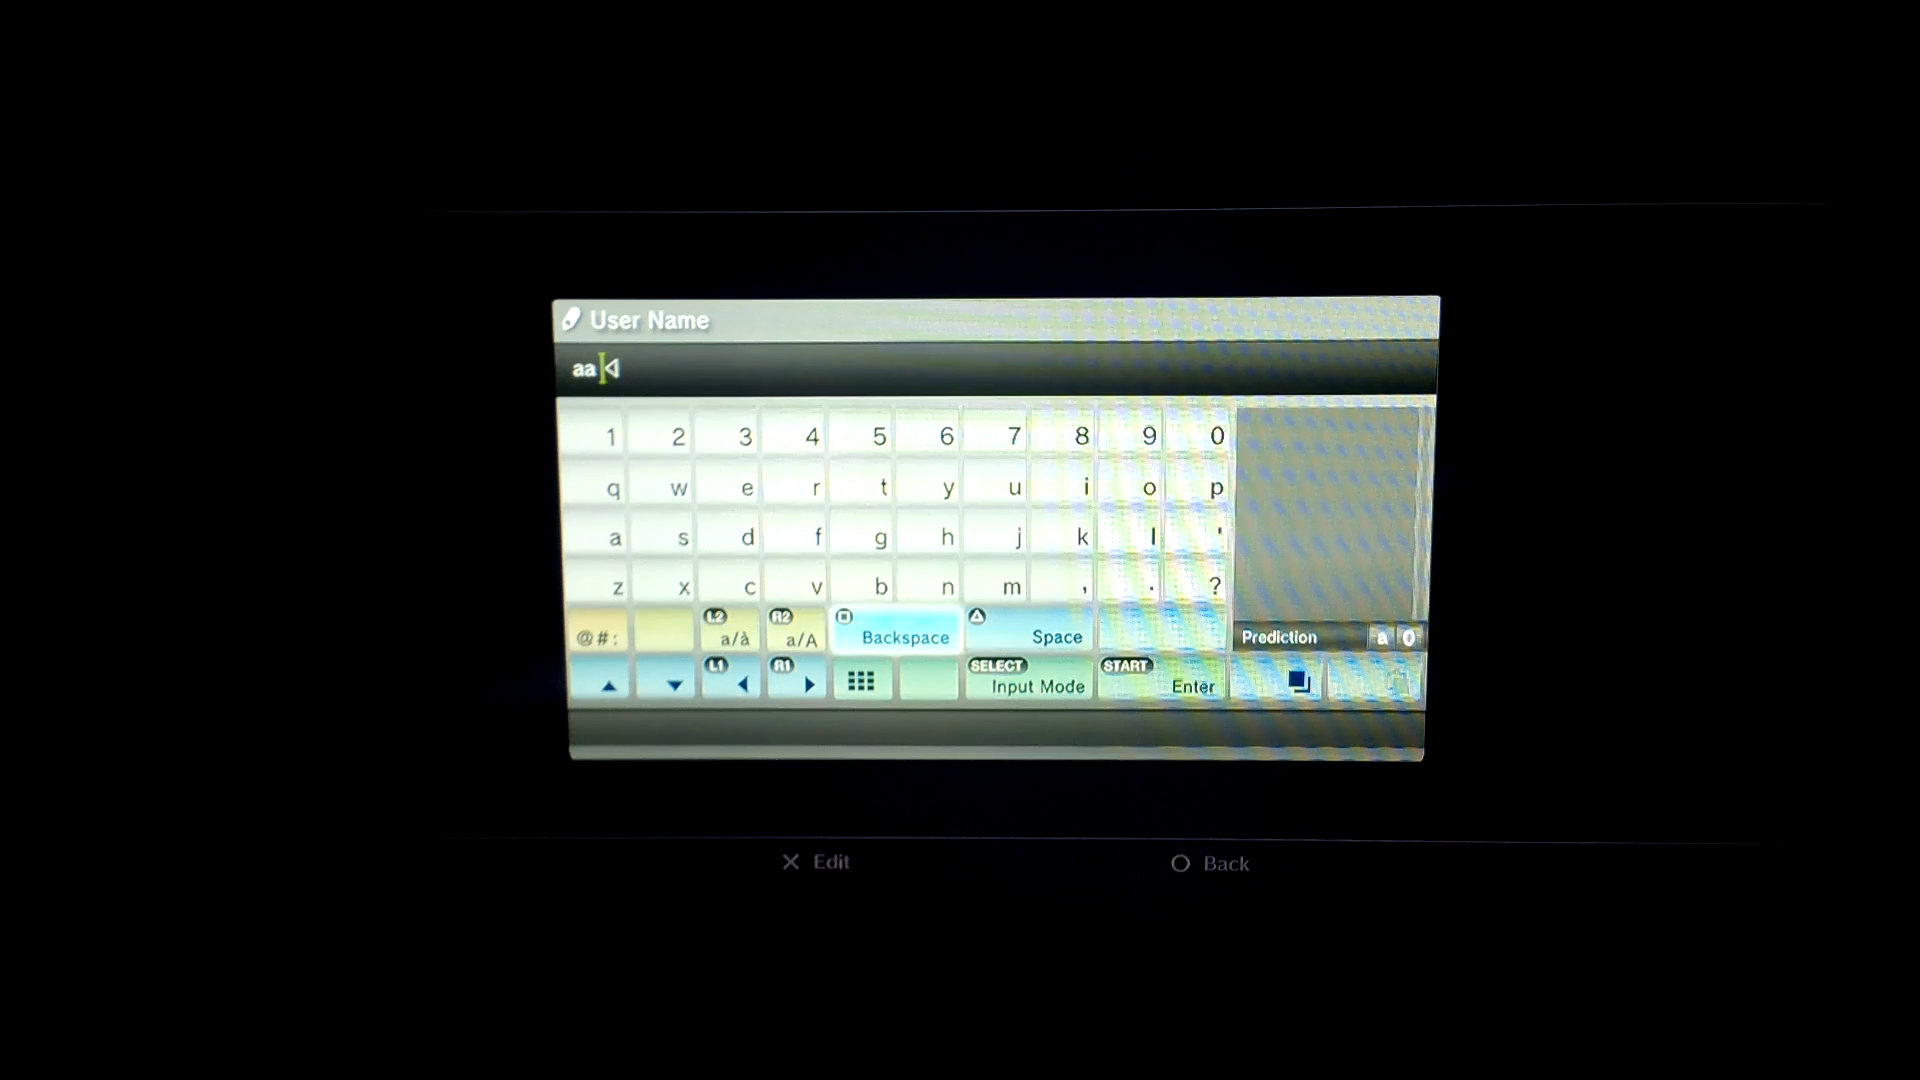 User Name
aa
1 2 3 4 5 6 7 8 9 0
q w e r t y u i o p
a s d f g h j k l '
z x c v b n m , . ?
@#: L2 a/à R2 a/A Backspace Space Prediction a 0
L1 R1 SELECT Input Mode START Enter
Edit Back